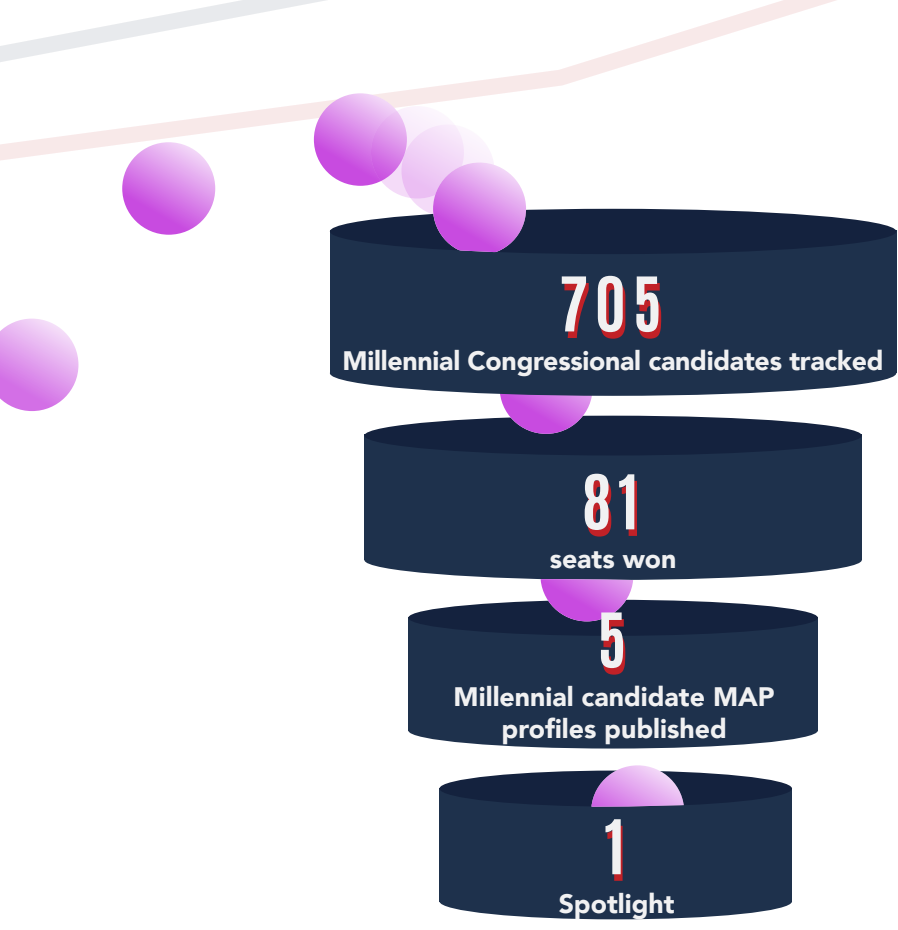 705
Millennial Congressional candidates tracked
81
seats won
5
Millennial candidate MAP
profiles published
1
Spotlight